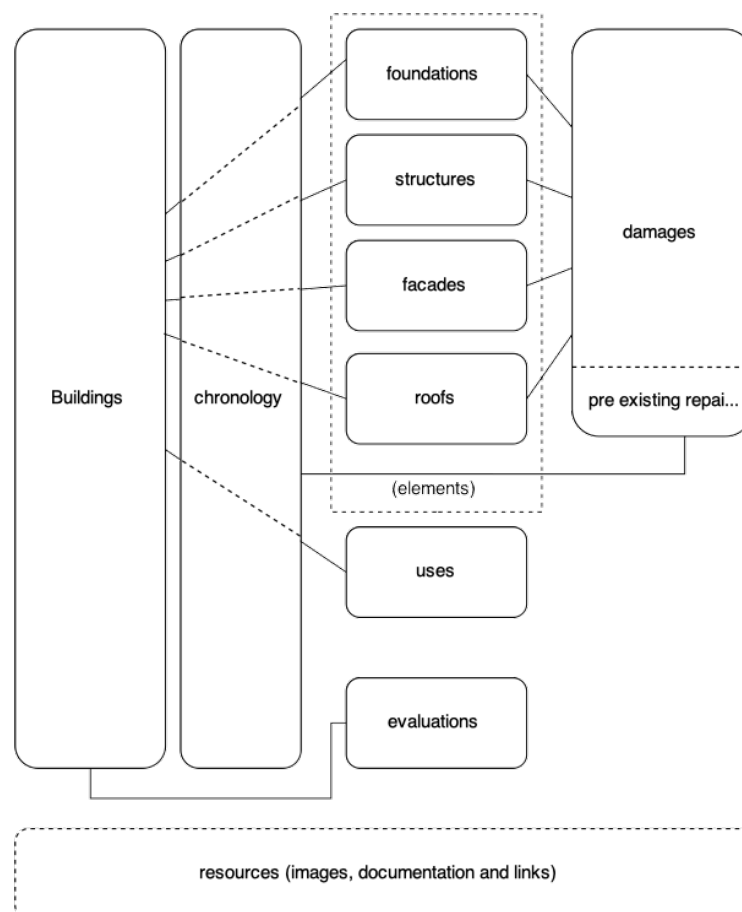 foundations
structures
damages
facades
Buildings
chronology
roofs
pre existing repai...
(elements)
uses
evaluations
resources (images, documentation and links)